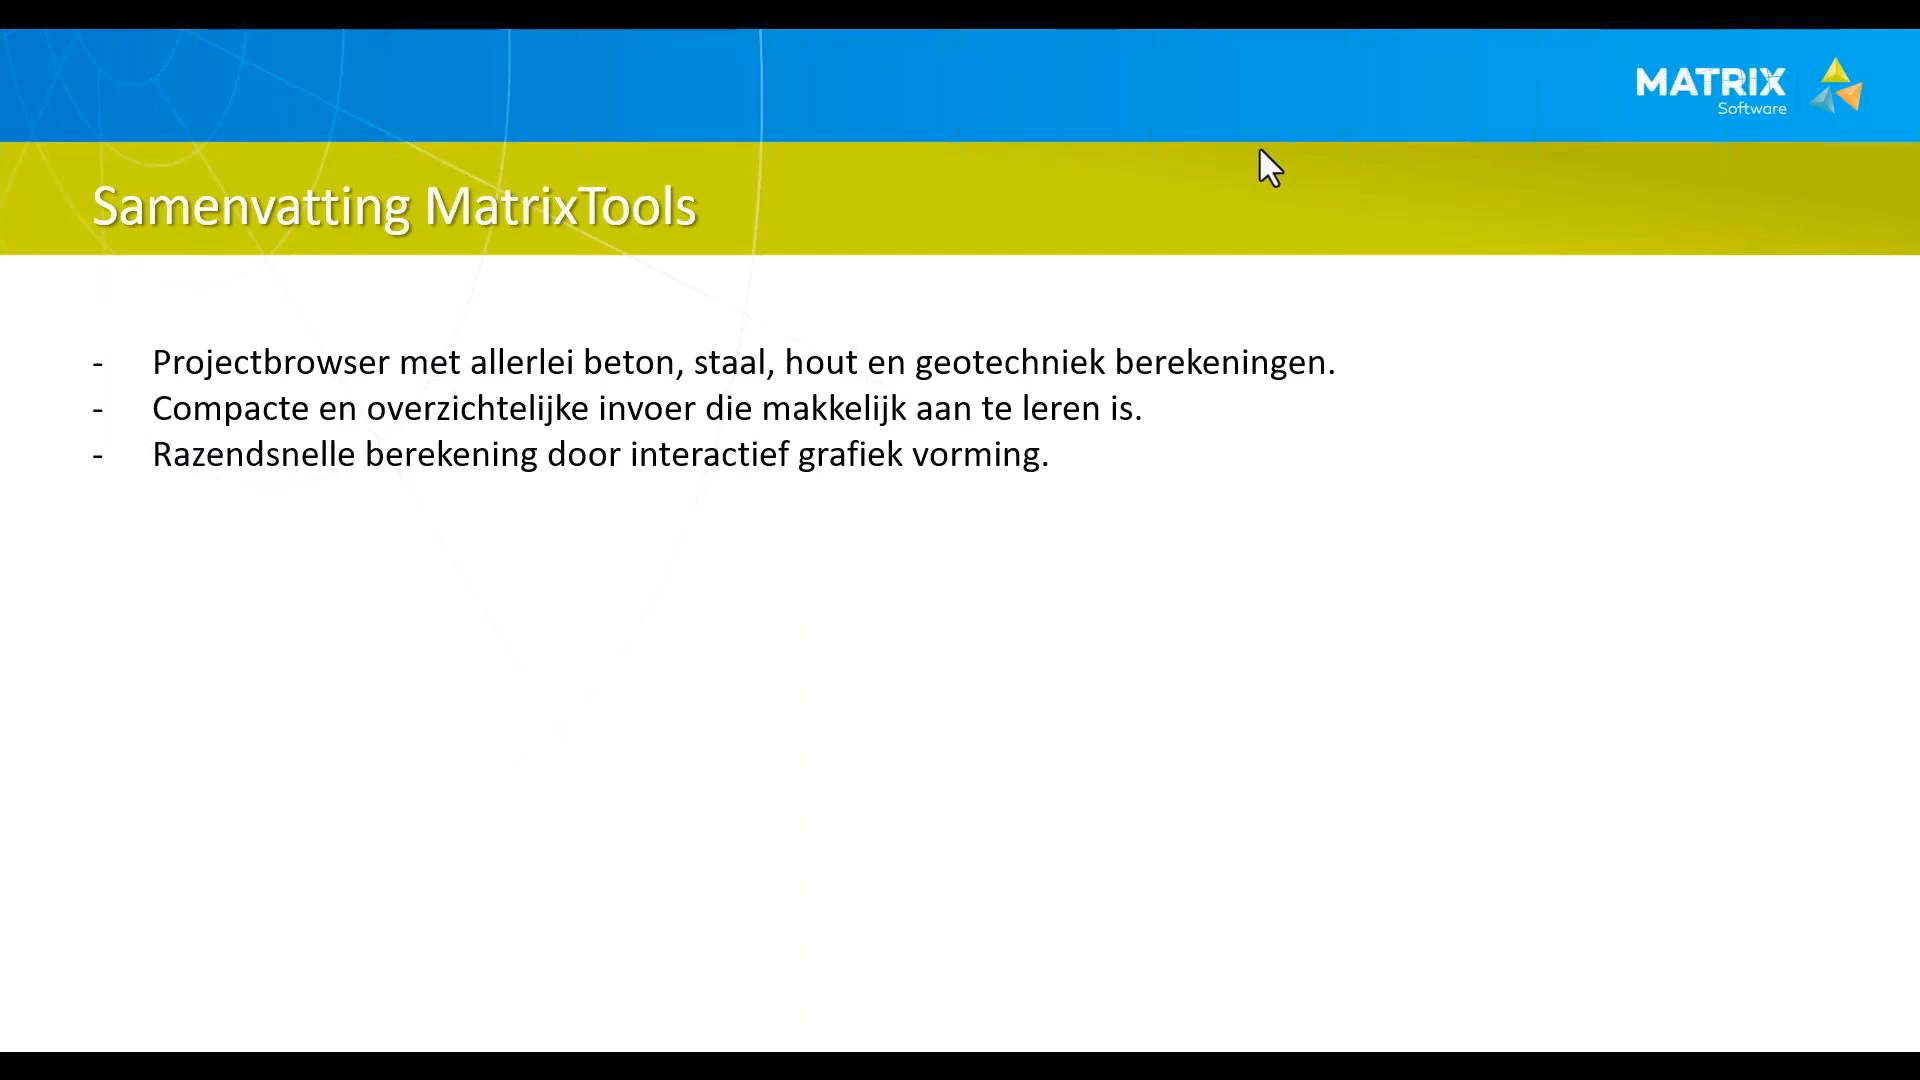 MATRIX
Software
Samenvatting MatrixTools
- Projectbrowser met allerlei beton, staal, hout en geotechniek berekeningen.
- Compacte en overzichtelijke invoer die makkelijk aan te leren is.
- Razendsnelle berekening door interactief grafiek vorming.